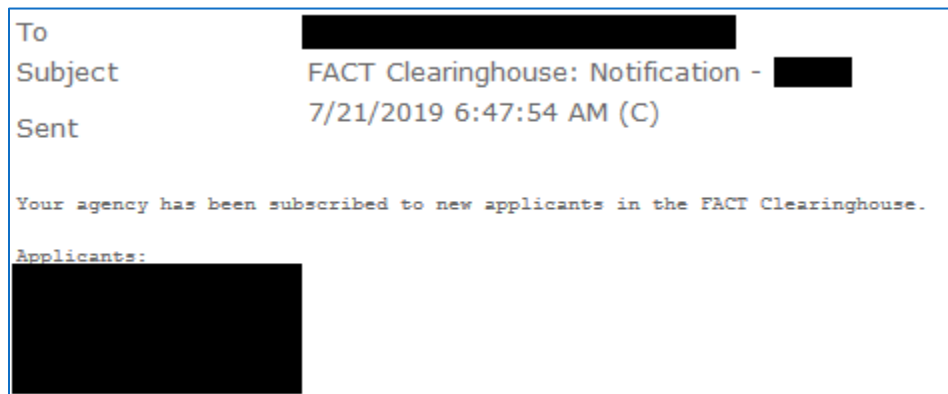 To
Subject FACT Clearinghouse: Notification -
Sent 7/21/2019 6:47:54 AM (C)
Your agency has been subscribed to new applicants in the FACT Clearinghouse.
Applicants: